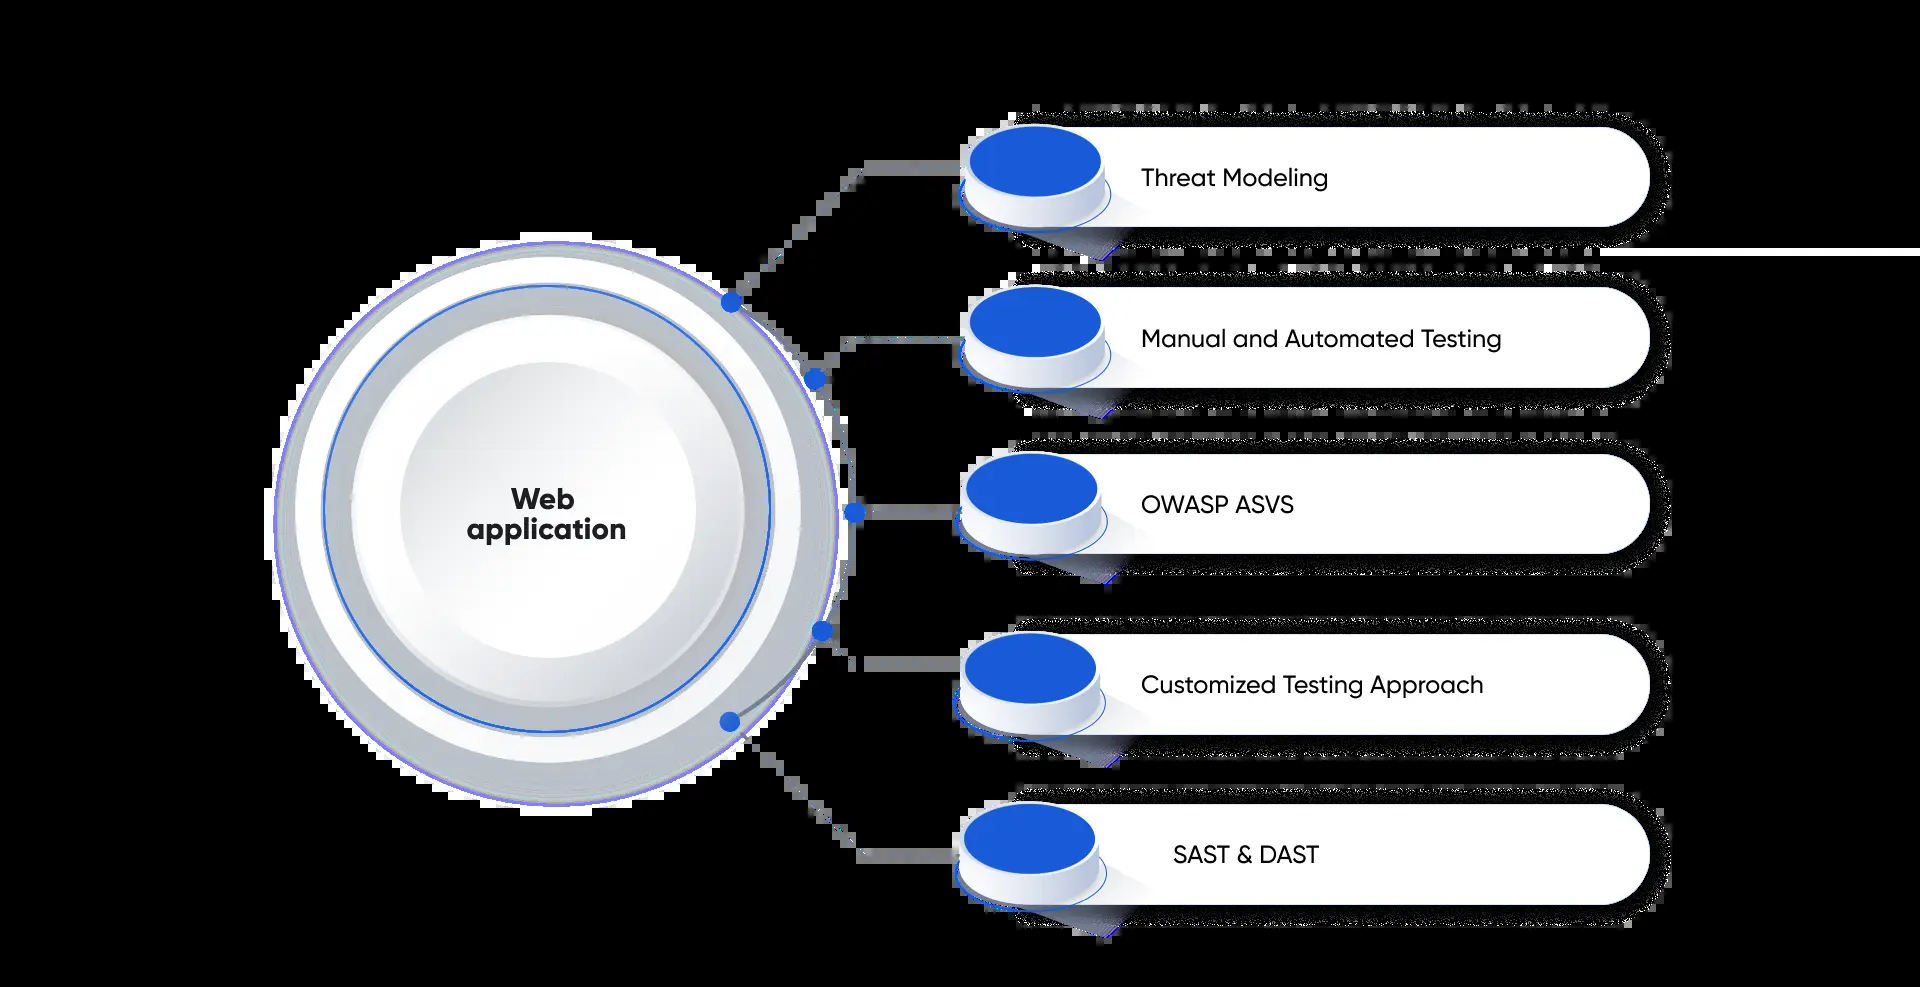 Web
application
Threat Modeling
Manual and Automated Testing
OWASP ASVS
Customized Testing Approach
SAST & DAST